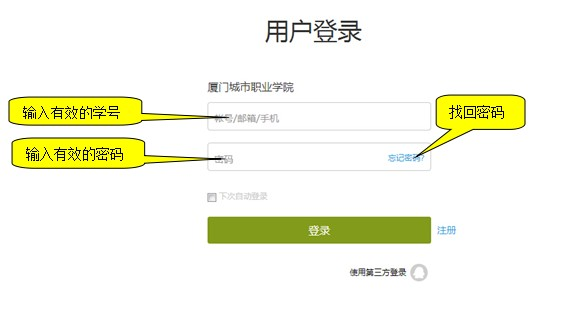 用户登录
厦门城市职业学院
输入有效的学号
帐号/邮箱/手机
找回密码
输入有效的密码
密码
忘记密码?
下次自动登录
登录
注册
使用第三方登录